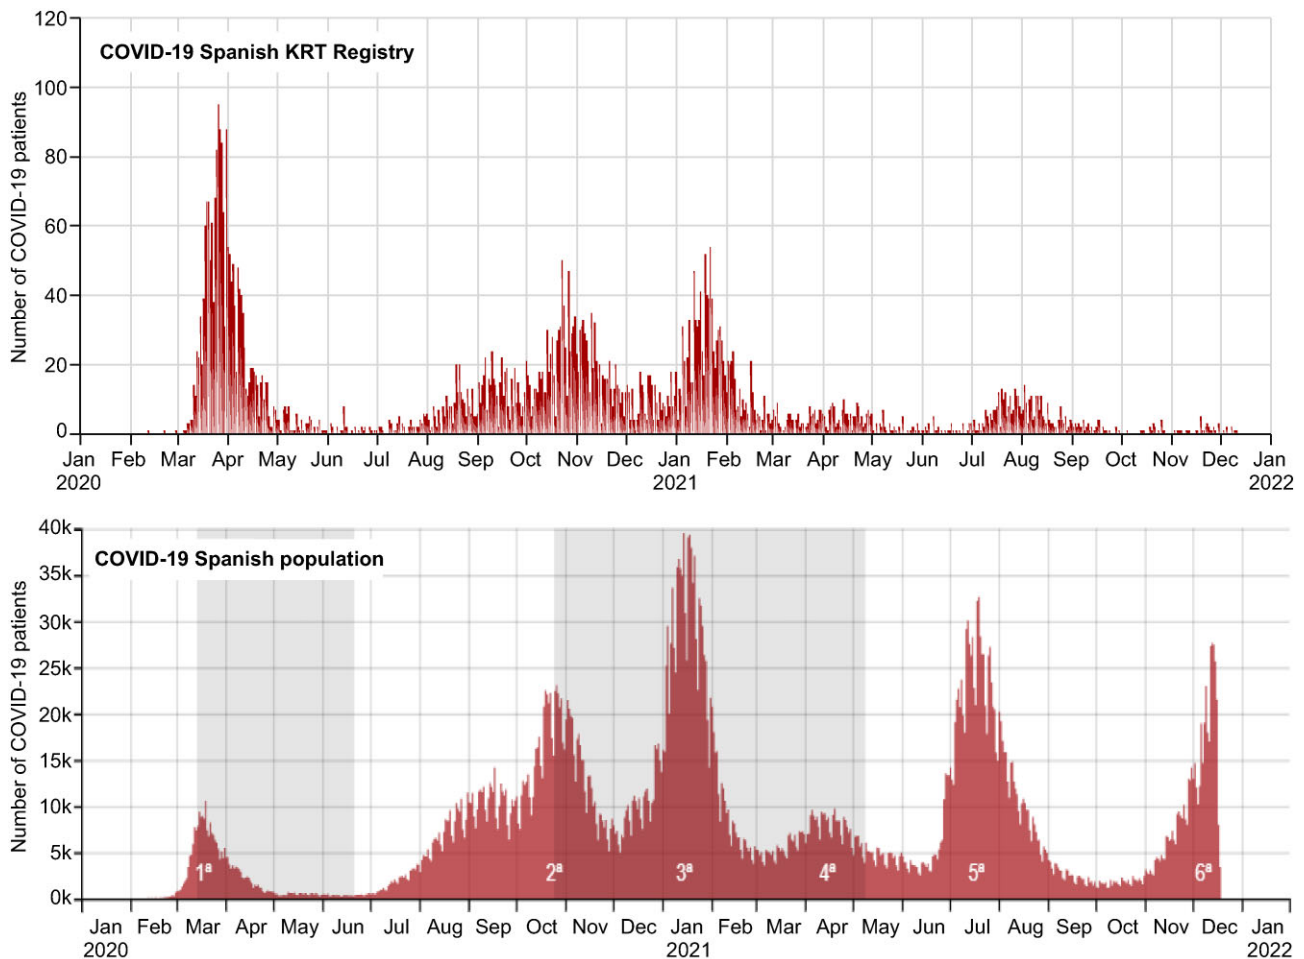 120
COVID-19 Spanish KRT Registry
100
80
60
40
20
0
Number of COVID-19 patients
Jan Feb Mar Apr May Jun Jul Aug Sep Oct Nov Dec Jan Feb Mar Apr May Jun Jul Aug Sep Oct Nov Dec Jan
2020 2021 2022
40k
COVID-19 Spanish population
35k
30k
25k
20k
15k
10k
5k
0k
Number of COVID-19 patients
1ª 2ª 3ª 4ª 5ª 6ª
Jan Feb Mar Apr May Jun Jul Aug Sep Oct Nov Dec Jan Feb Mar Apr May Jun Jul Aug Sep Oct Nov Dec Jan
2020 2021 2022